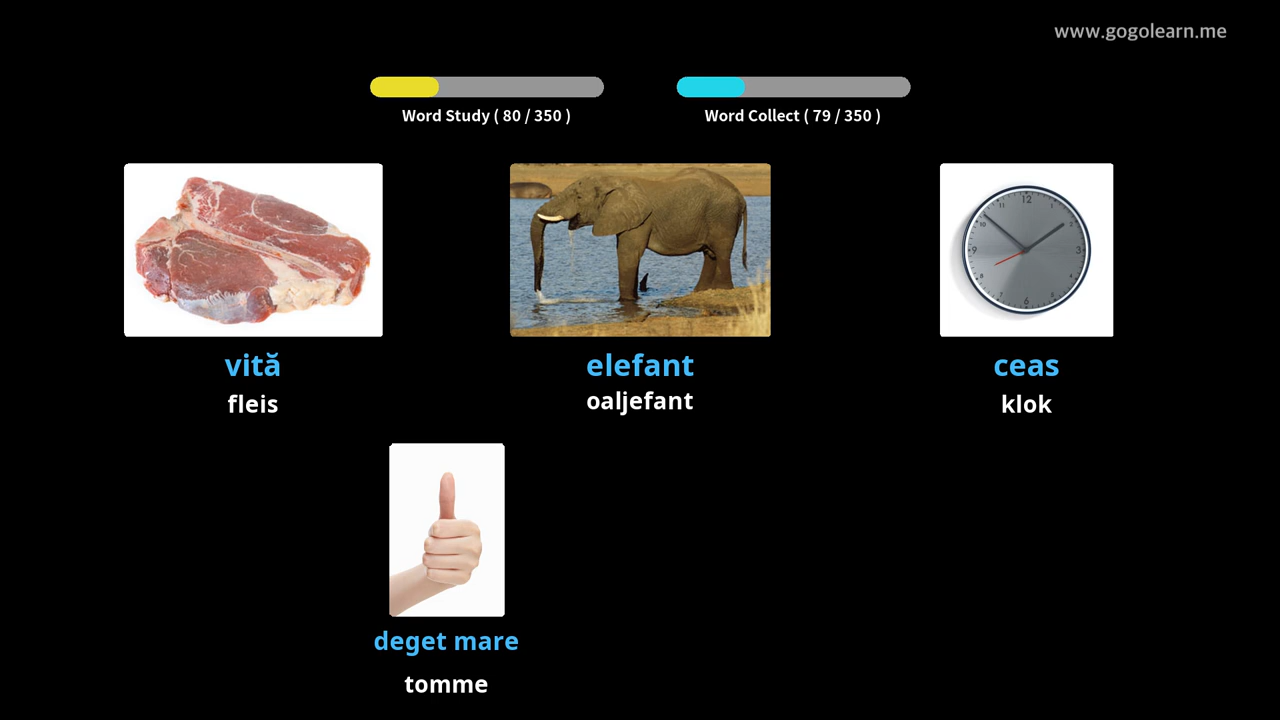 www.gogolearn.me
Word Study ( 80 / 350 )
Word Collect ( 79 / 350 )
vită
elefant
ceas
fleis
oaljefant
klok
deget mare
tomme